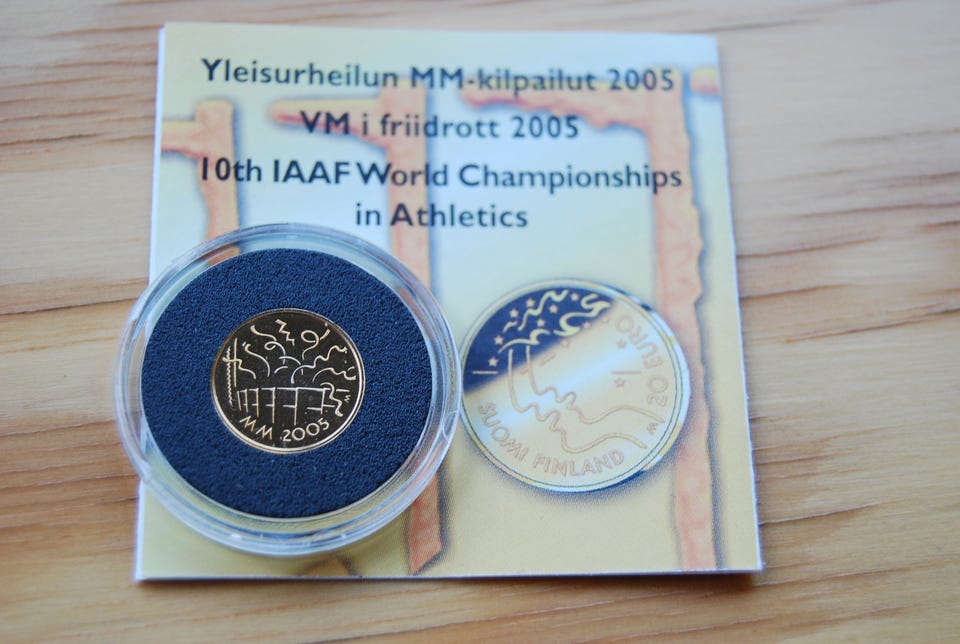 Yleisurheilun MM-kilpailut 2005
VM i friidrott 2005
10th IAAF World Championships
in Athletics
MM 2005
20 EURO
SUOMI FINLAND